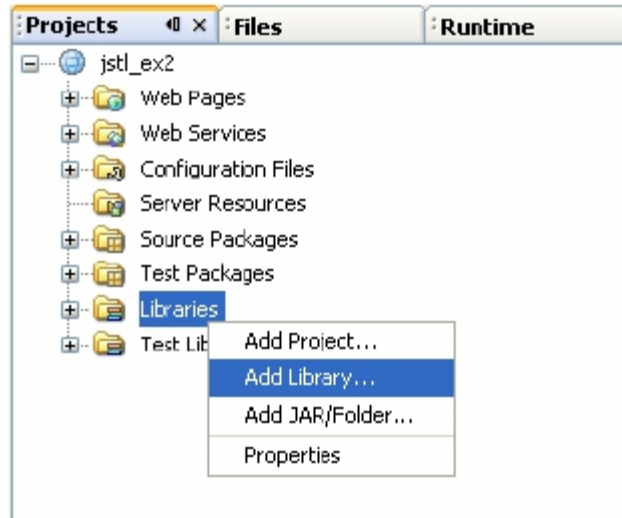 Projects Files Runtime
jstl_ex2
Web Pages
Web Services
Configuration Files
Server Resources
Source Packages
Test Packages
Libraries
Test Lib
Add Project...
Add Library...
Add JAR/Folder...
Properties